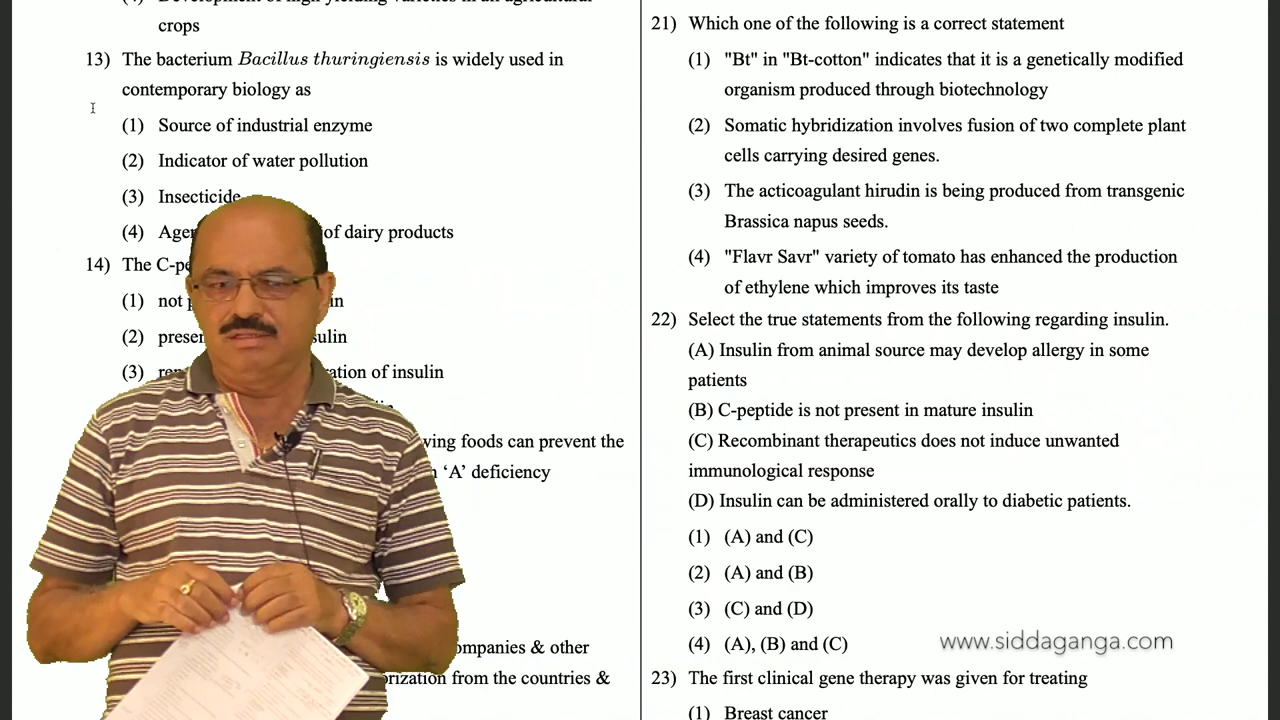 (4) Development of high yielding varieties in all agricultural
crops
13) The bacterium Bacillus thuringiensis is widely used in
contemporary biology as
(1) Source of industrial enzyme
(2) Indicator of water pollution
(3) Insecticide
(4) of dairy products
14) The
(1) not
(2)
(3) of insulin
foods can prevent the
'A' deficiency
& other
from the countries &
21) Which one of the following is a correct statement
(1) "Bt" in "Bt-cotton" indicates that it is a genetically modified
organism produced through biotechnology
(2) Somatic hybridization involves fusion of two complete plant
cells carrying desired genes.
(3) The acticoagulant hirudin is being produced from transgenic
Brassica napus seeds.
(4) "Flavr Savr" variety of tomato has enhanced the production
of ethylene which improves its taste
22) Select the true statements from the following regarding insulin.
(A) Insulin from animal source may develop allergy in some
patients
(B) C-peptide is not present in mature insulin
(C) Recombinant therapeutics does not induce unwanted
immunological response
(D) Insulin can be administered orally to diabetic patients.
(1) (A) and (C)
(2) (A) and (B)
(3) (C) and (D)
(4) (A), (B) and (C)
www.siddaganga.com
23) The first clinical gene therapy was given for treating
(1) Breast cancer